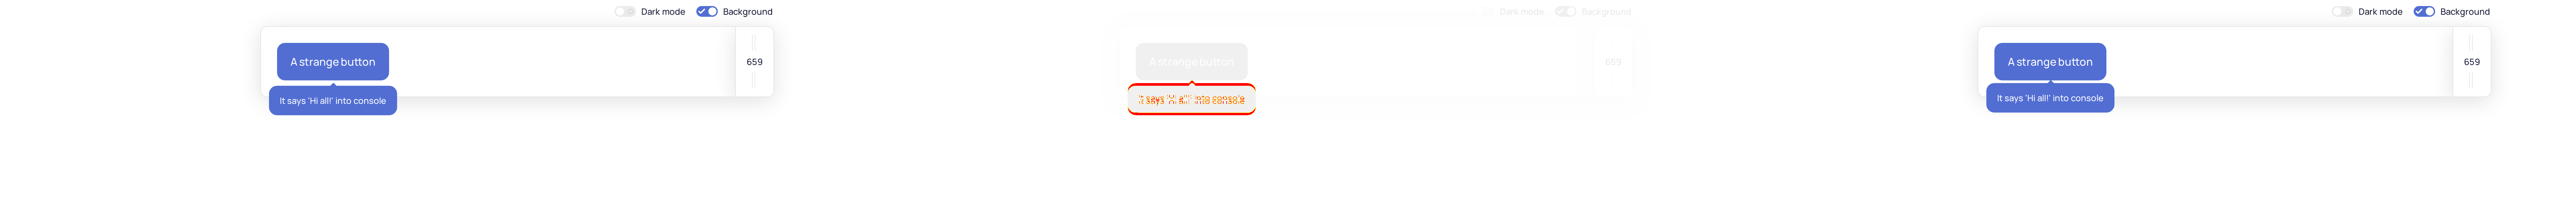 Dark mode Background
A strange button
659
It says 'Hi all!' into console
Dark mode Background
A strange button
659
It says 'Hi all!' into console
Dark mode Background
A strange button
659
It says 'Hi all!' into console